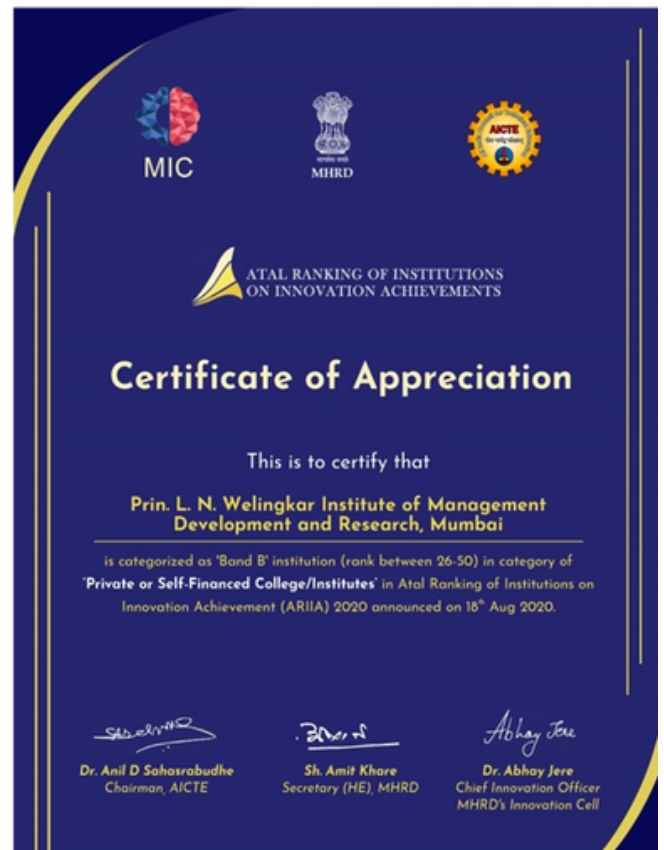 MIC
MHRD
AICTE
ATAL RANKING OF INSTITUTIONS
ON INNOVATION ACHIEVEMENTS
Certificate of Appreciation
This is to certify that
Prin. L. N. Welingkar Institute of Management
Development and Research, Mumbai
is categorized as 'Band B' institution (rank between 26-50) in category of
'Private or Self-Financed College/Institutes' in Atal Ranking of Institutions on
Innovation Achievement (ARIIA) 2020 announced on 18th Aug 2020.
Abhay Jere
Dr. Anil D Sahasrabudhe
Chairman, AICTE
Sh. Amit Khare
Secretary (HE), MHRD
Dr. Abhay Jere
Chief Innovation Officer
MHRD's Innovation Cell